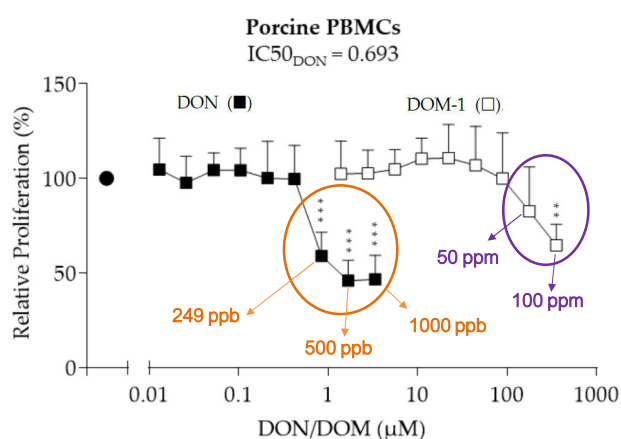 Porcine PBMCs
IC50DON = 0.693
150
100
50
0
Relative Proliferation (%)
DON (■)
DOM-1 (□)
***
***
***
**
249 ppb
500 ppb
1000 ppb
50 ppm
100 ppm
0.01
0.1
1
10
100
1000
DON/DOM (µM)